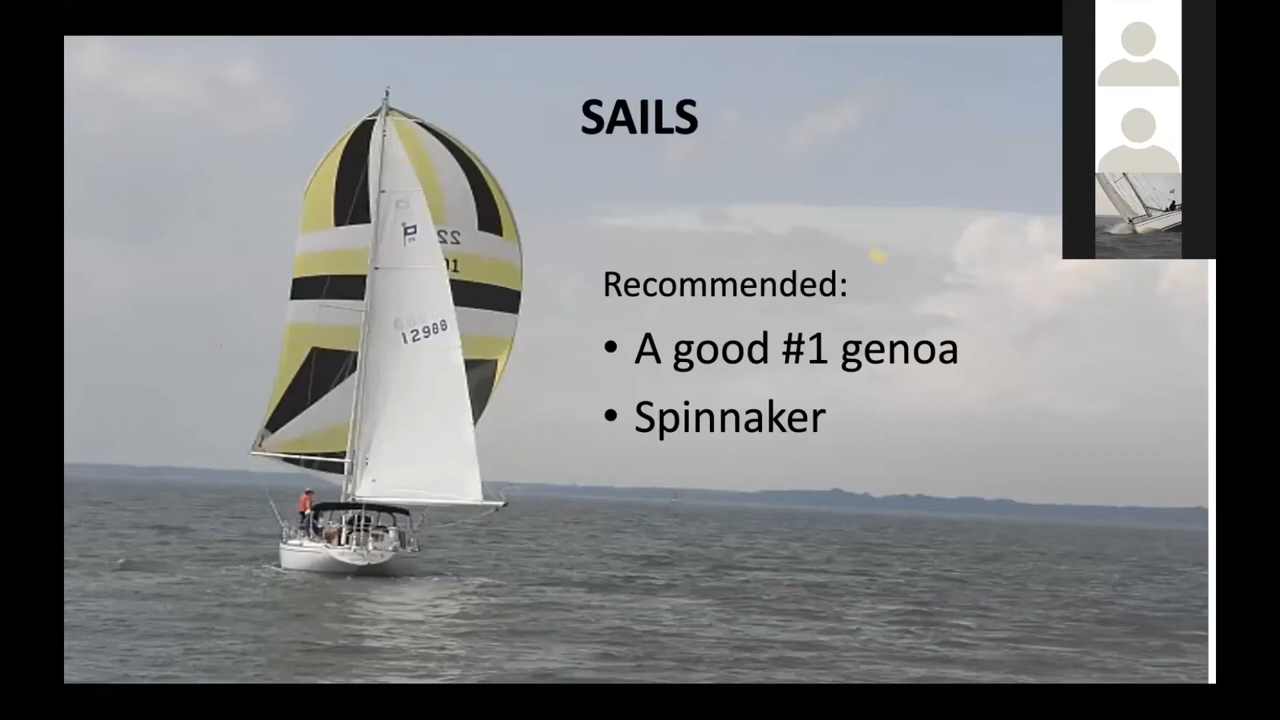 SAILS
Recommended:
• A good #1 genoa
• Spinnaker
12988